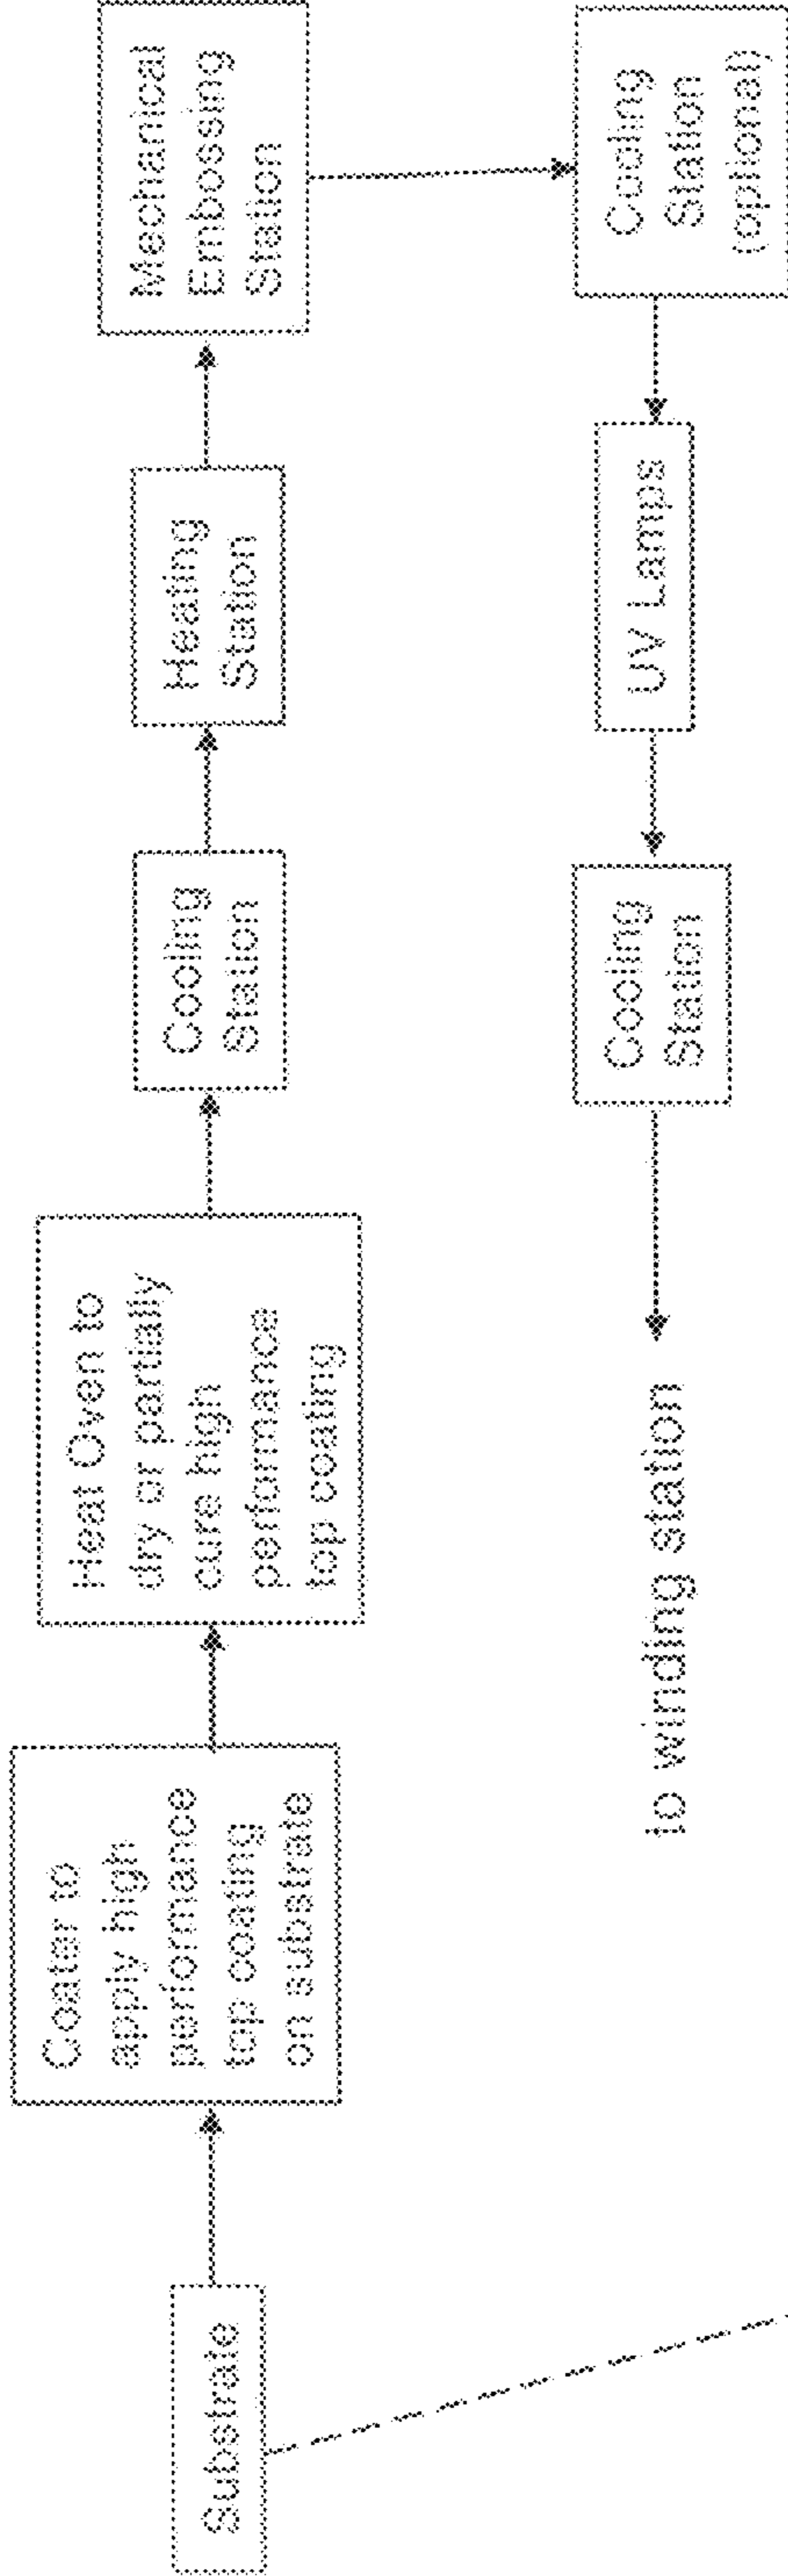 Substrate
Coater to
apply high
performance
top coating
on substrate
Heat Oven to
dry or partially
cure high
performance
top coating
Cooling
Station
Heating
Station
Mechanical
Embossing
Station
Cooling
Station
(optional)
UV Lamps
Cooling
Station
to winding station